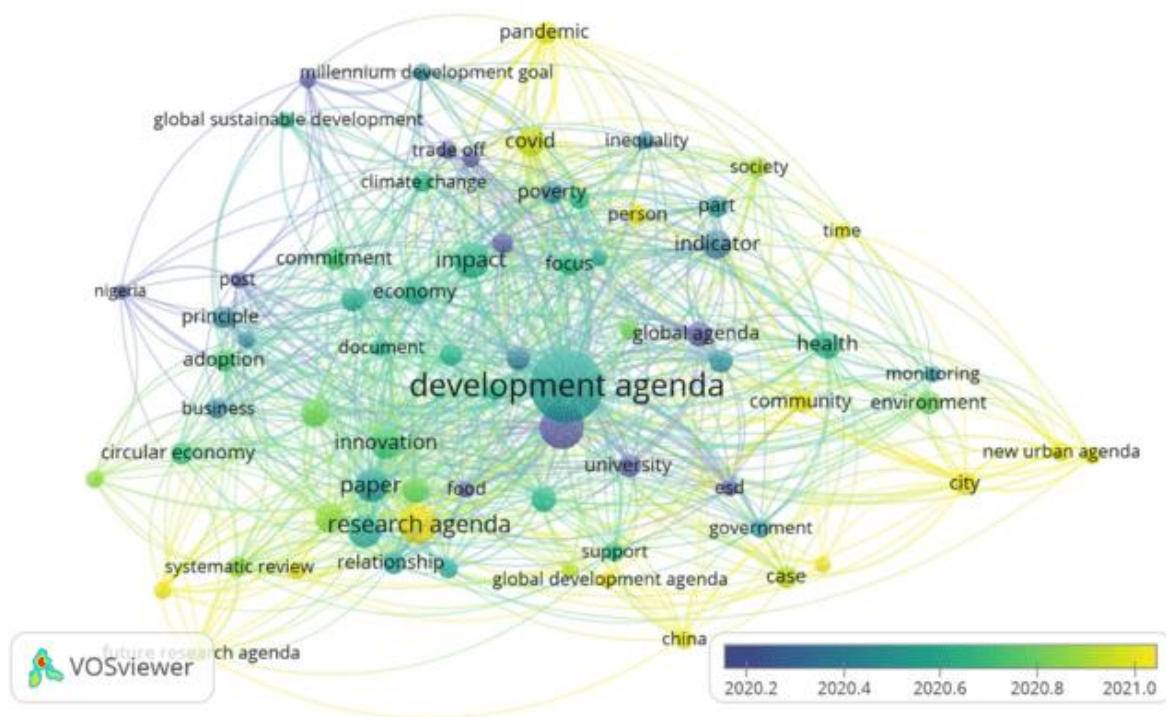 pandemic
millennium development goal
global sustainable development
covid
inequality
trade off
society
climate change
poverty
person
part
time
indicator
commitment
impact
focus
post
nigeria
economy
principle
global agenda
health
adoption
document
monitoring
development agenda
business
community
environment
innovation
circular economy
new urban agenda
university
paper
food
esd
city
research agenda
government
support
systematic review
relationship
global development agenda
case
china
future research agenda
VOSviewer
2020.2 2020.4 2020.6 2020.8 2021.0